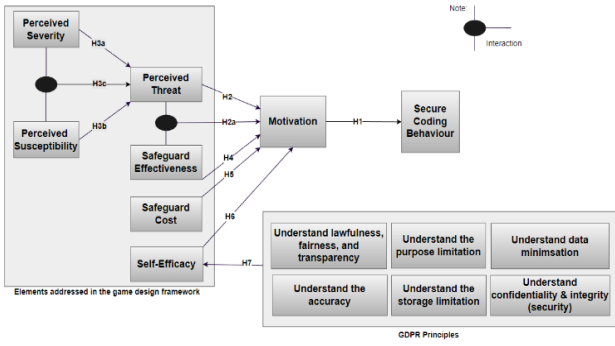 Note:
Interaction
Perceived
Severity
H3a
Perceived
Threat
H3c
H3b
Perceived
Susceptibility
H2
H2a
Motivation
H1
Secure
Coding
Behaviour
Safeguard
Effectiveness
H4
H5
Safeguard
Cost
H6
Self-Efficacy
H7
Elements addressed in the game design framework
Understand lawfulness,
fairness, and
transparency
Understand the
purpose limitation
Understand data
minimsation
Understand the
accuracy
Understand the
storage limitation
Understand
confidentiality & integrity
(security)
GDPR Principles